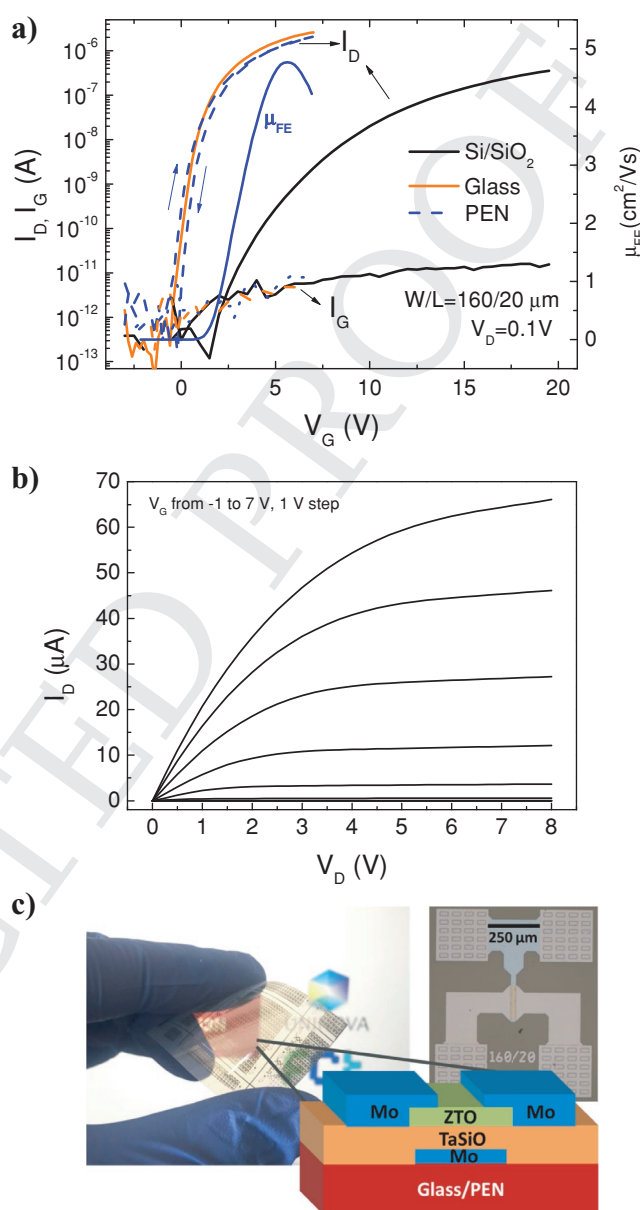 a)
10⁻⁶
10⁻⁷
10⁻⁸
10⁻⁹
10⁻¹⁰
10⁻¹¹
10⁻¹²
10⁻¹³
I_D, I_G (A)
I_D
μ_FE
Si/SiO₂
Glass
PEN
I_G
W/L=160/20 μm
V_D=0.1V
5
4
3
2
1
0
μ_FE(cm²/Vs)
0 5 10 15 20
V_G (V)
b)
V_G from -1 to 7 V, 1 V step
70
60
50
40
30
20
10
0
I_D (μA)
0 1 2 3 4 5 6 7 8
V_D (V)
c)
250 μm
160/20
Mo
ZTO
Mo
TaSiO
Mo
Glass/PEN
TED PROOF